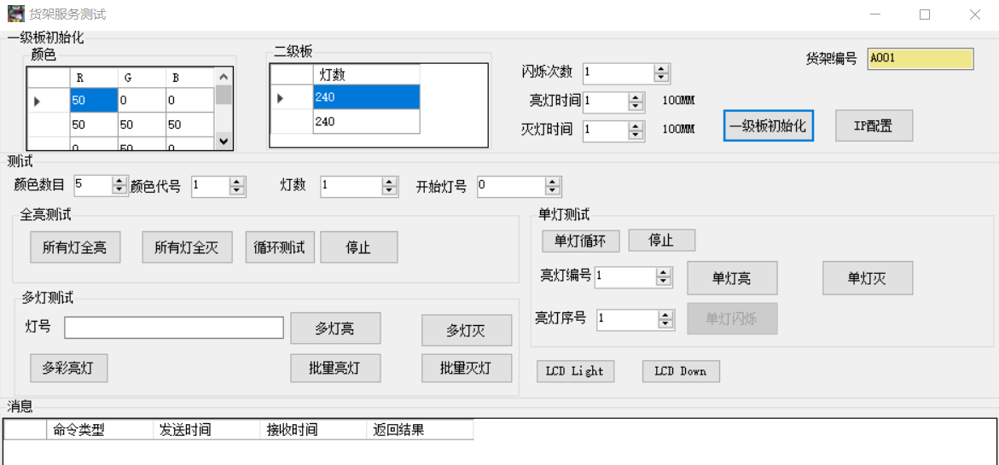 货架服务测试
一级板初始化
颜色
R G B
50 0 0
50 50 50
0 50 0
二级板
灯数
240
240
闪烁次数 1
亮灯时间 1 100MM
灭灯时间 1 100MM
货架编号 A001
一级板初始化 IP配置
测试
颜色数目 5 颜色代号 1 灯数 1 开始灯号 0
全亮测试
所有灯全亮 所有灯全灭 循环测试 停止
多灯测试
灯号 多灯亮 多灯灭
多彩亮灯 批量亮灯 批量灭灯
单灯测试
单灯循环 停止
亮灯编号 1 单灯亮 单灯灭
亮灯序号 1 单灯闪烁
LCD Light LCD Down
消息
命令类型 发送时间 接收时间 返回结果